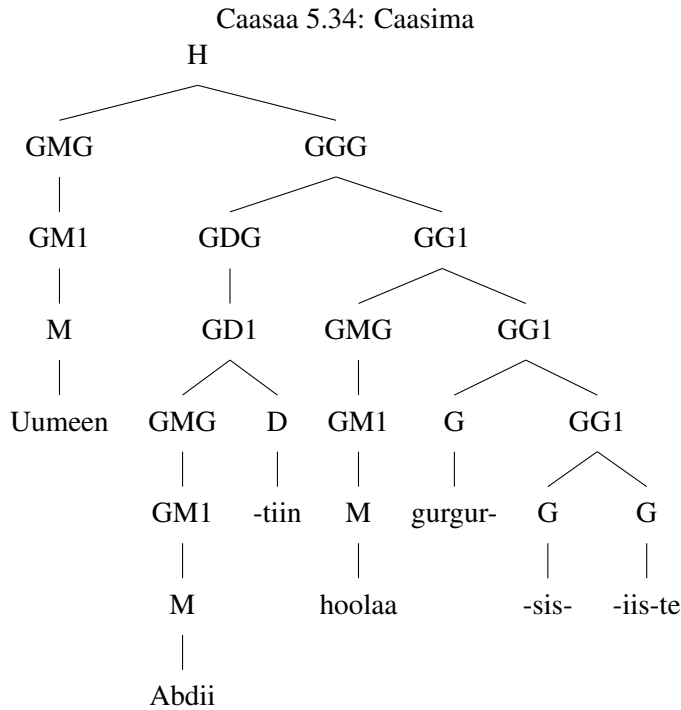 Caasaa 5.34: Caasima
H
GMG GGG
GM1 GDG GG1
M GD1 GMG GG1
Uumeen GMG D GM1 G GG1
GM1 -tiin M gurgur- G G
M hoolaa -sis- -iis-te
Abdii